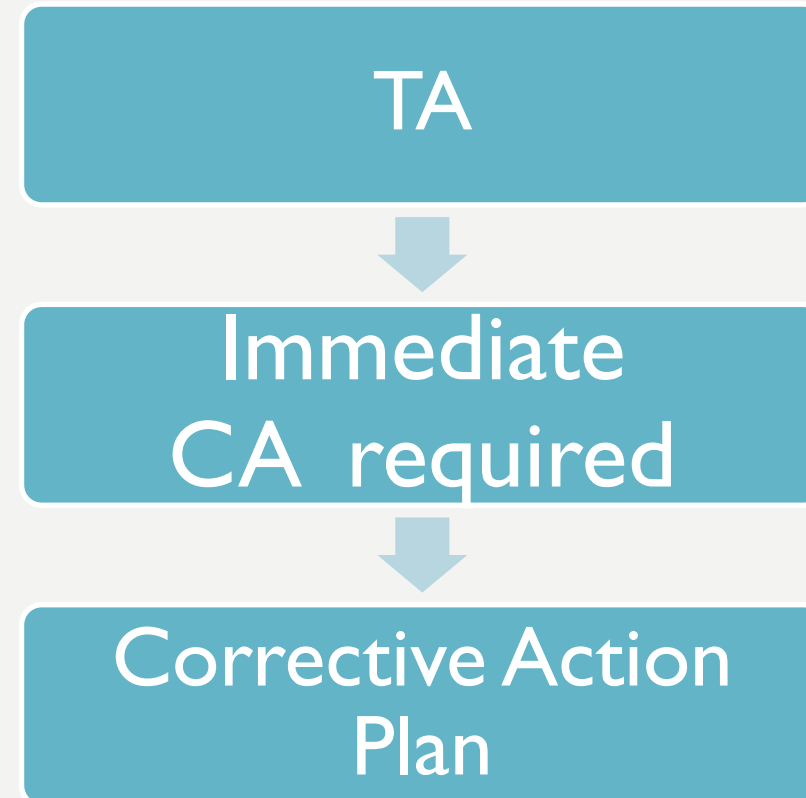 TA
Immediate
CA required
Corrective Action
Plan